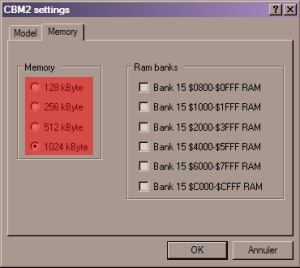 CBM2 settings
Model
Memory
Memory
128 kByte
256 kByte
512 kByte
1024 kByte
Ram banks
Bank 15 $0800-$0FFF RAM
Bank 15 $1000-$1FFF RAM
Bank 15 $2000-$3FFF RAM
Bank 15 $4000-$5FFF RAM
Bank 15 $6000-$7FFF RAM
Bank 15 $C000-$CFFF RAM
OK
Annuler